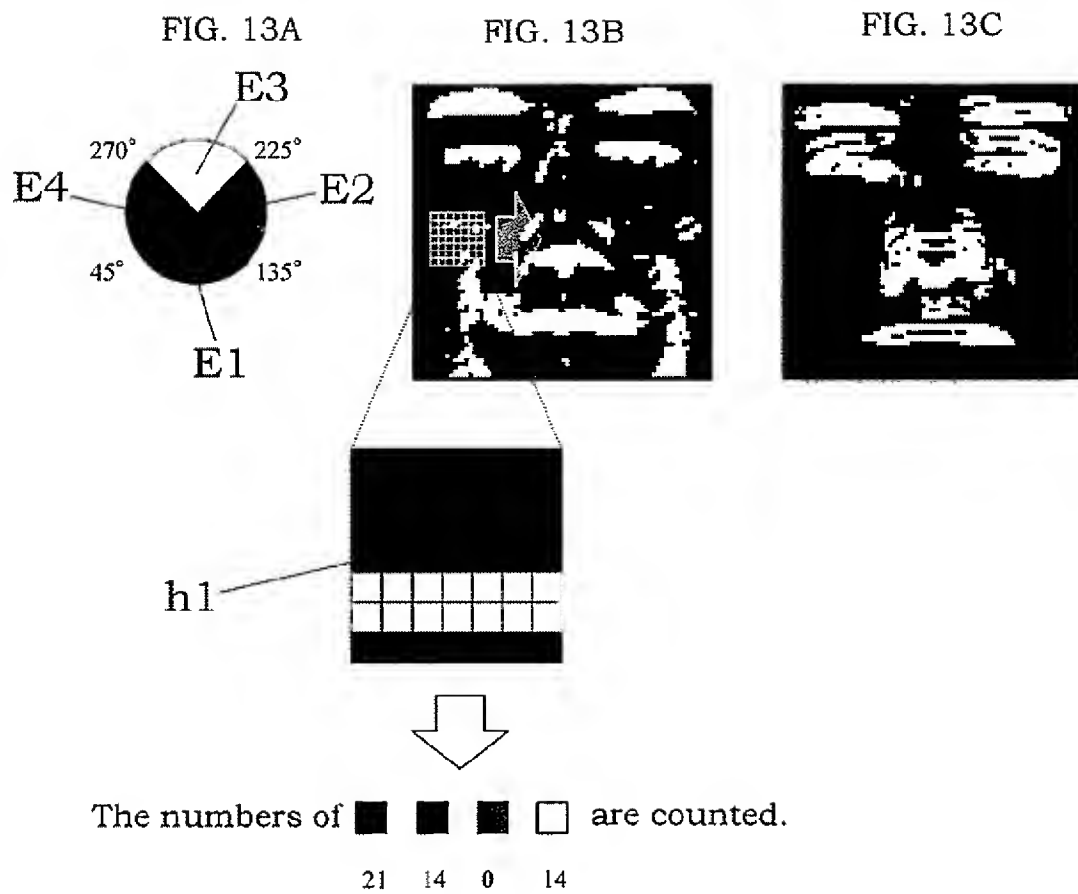 FIG. 13A FIG. 13B FIG. 13C
E3
270° 225°
E4 E2
45° 135°
E1
h1
The numbers of are counted.
21 14 0 14